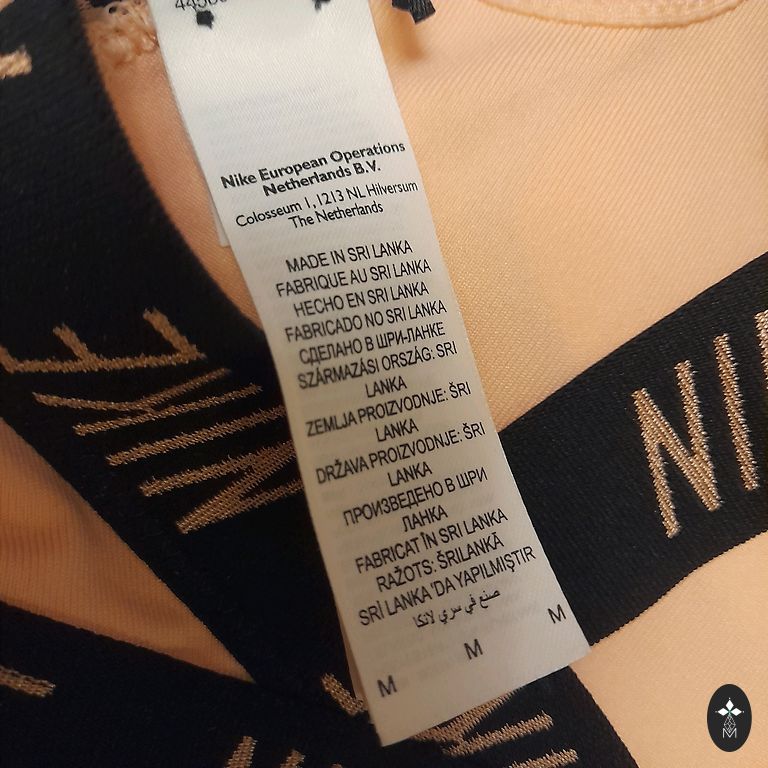 Nike European Operations
Netherlands B.V.
Colosseum 1, 1213 NL Hilversum
The Netherlands
MADE IN SRI LANKA
FABRIQUE AU SRI LANKA
HECHO EN SRI LANKA
FABRICADO NO SRI LANKA
СДЕЛАНО В ШРИ-ЛАНКЕ
SZÁRMAZÁSI ORSZÁG: SRI
LANKA
ZEMLJA PROIZVODNJE: ŠRI
LANKA
DRŽAVA PROIZVODNJE: ŠRI
LANKA
ПРОИЗВЕДЕНО В ШРИ
ЛАНКА
FABRICAT ÎN SRI LANKA
RAŽOTS: ŠRILANKĀ
SRİ LANKA 'DA YAPILMIŞTIR
صنع في سري لانكا
M M M
NIKE
NIK
M